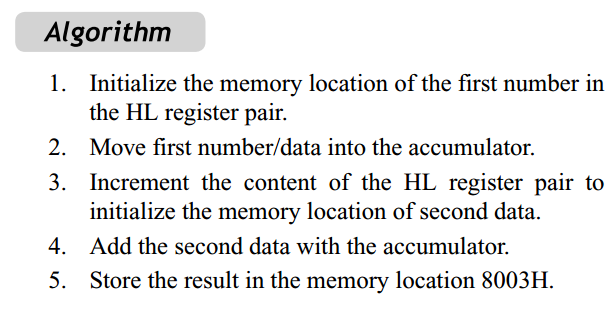 Algorithm
1. Initialize the memory location of the first number in
the HL register pair.
2. Move first number/data into the accumulator.
3. Increment the content of the HL register pair to
initialize the memory location of second data.
4. Add the second data with the accumulator.
5. Store the result in the memory location 8003H.